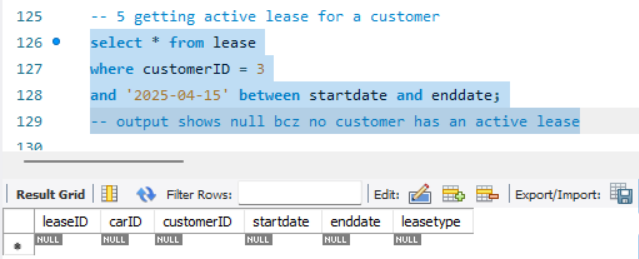 125 -- 5 getting active lease for a customer
126 select * from lease
127 where customerID = 3
128 and '2025-04-15' between startdate and enddate;
129 -- output shows null bcz no customer has an active lease
130
Result Grid Filter Rows: Edit: Export/Import:
leaseID carID customerID startdate enddate leasetype
* NULL NULL NULL NULL NULL NULL